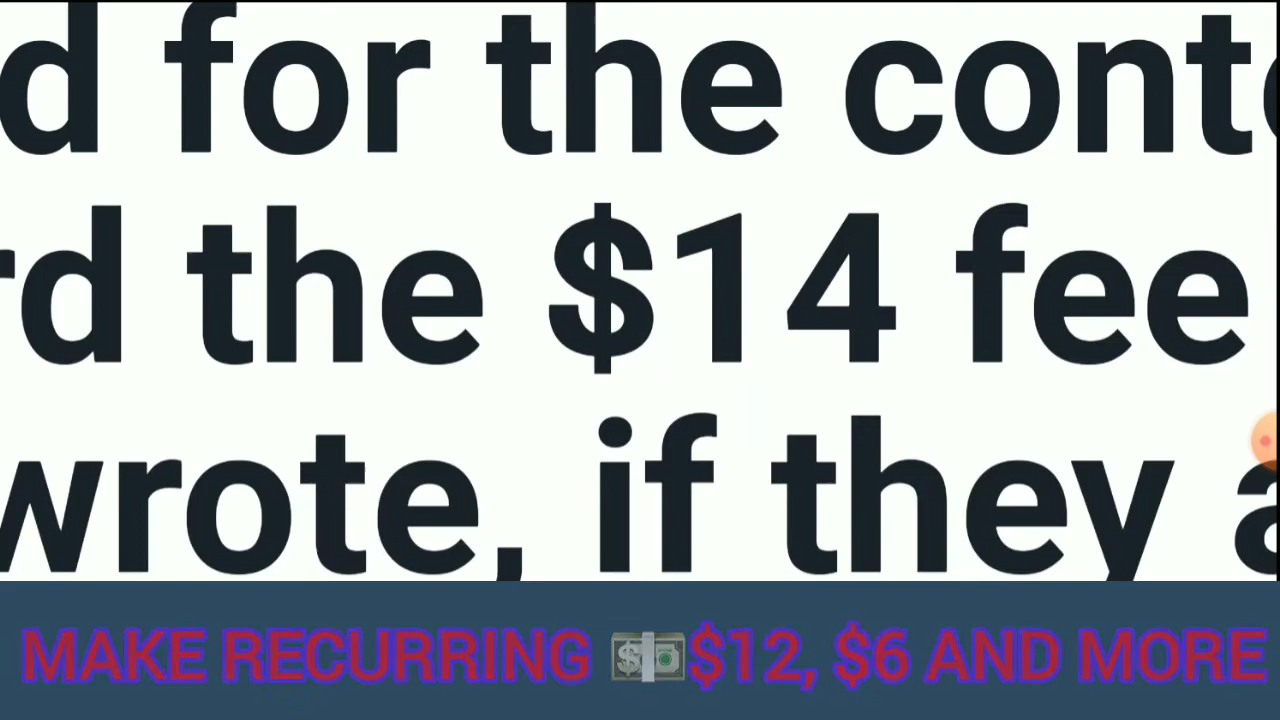 d for the cont
rd the $14 fee
wrote, if they a
MAKE RECURRING 💵$12, $6 AND MORE